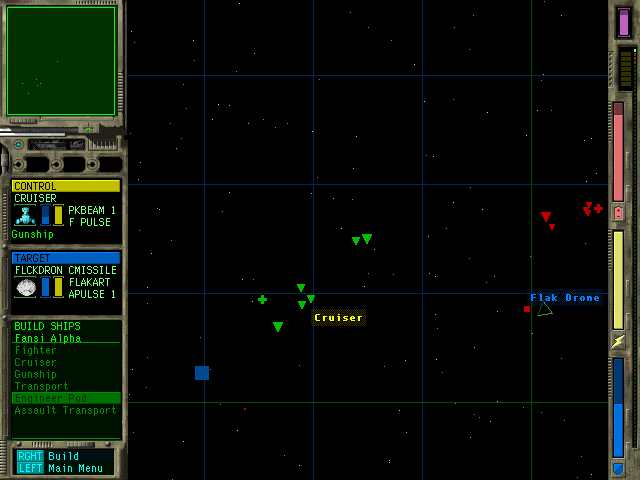 CONTROL
CRUISER
PKBEAM 1
F PULSE
Gunship
TARGET
FLCKDRON CMISSILE
FLAKART
APULSE 1
BUILD SHIPS
Fansi Alpha
Fighter
Cruiser
Gunship
Transport
Engineer Pod
Assault Transport
RGHT Build
LEFT Main Menu
Flak Drone
Cruiser